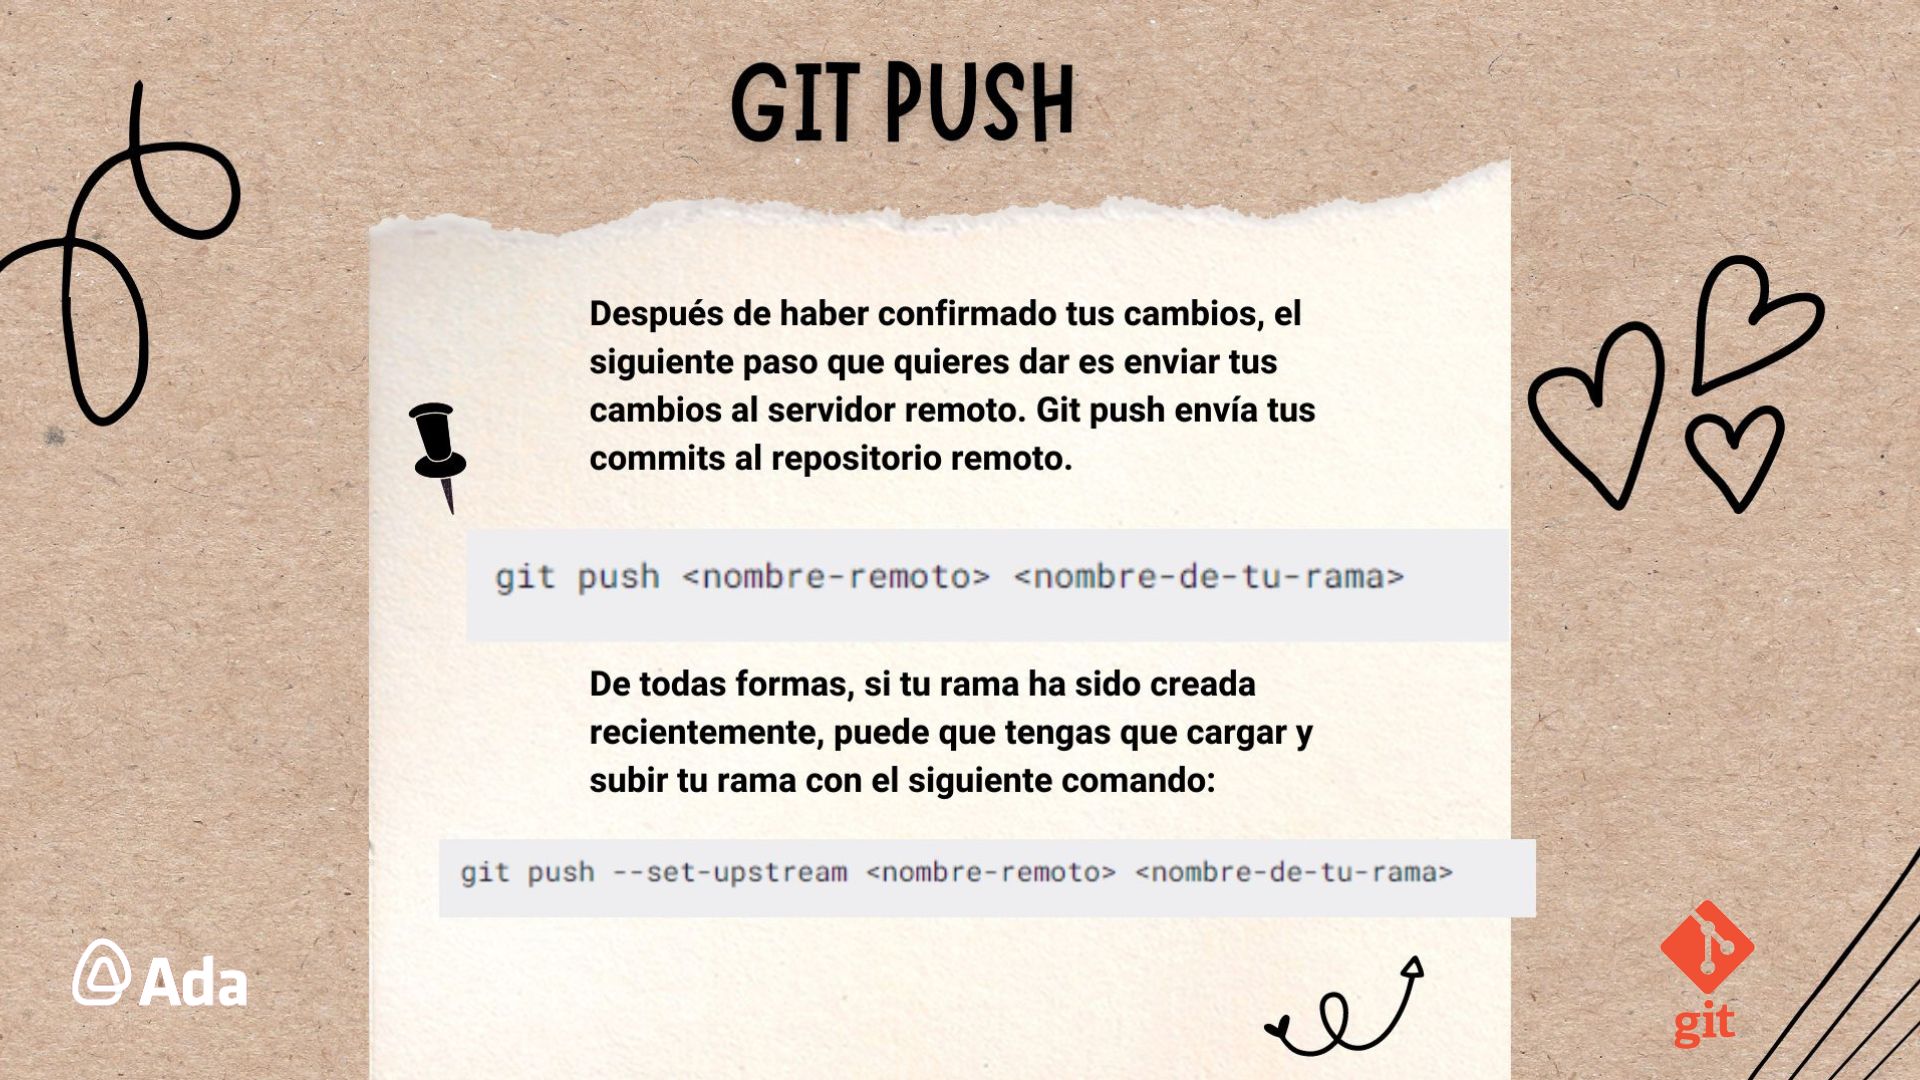 GIT PUSH
Después de haber confirmado tus cambios, el
siguiente paso que quieres dar es enviar tus
cambios al servidor remoto. Git push envía tus
commits al repositorio remoto.
git push <nombre-remoto> <nombre-de-tu-rama>
De todas formas, si tu rama ha sido creada
recientemente, puede que tengas que cargar y
subir tu rama con el siguiente comando:
git push --set-upstream <nombre-remoto> <nombre-de-tu-rama>
Ada
git